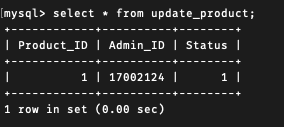 [mysql> select * from update_product;
+------------+----------+--------+
| Product_ID | Admin_ID | Status |
+------------+----------+--------+
|          1 | 17002124 |      1 |
+------------+----------+--------+
1 row in set (0.00 sec)